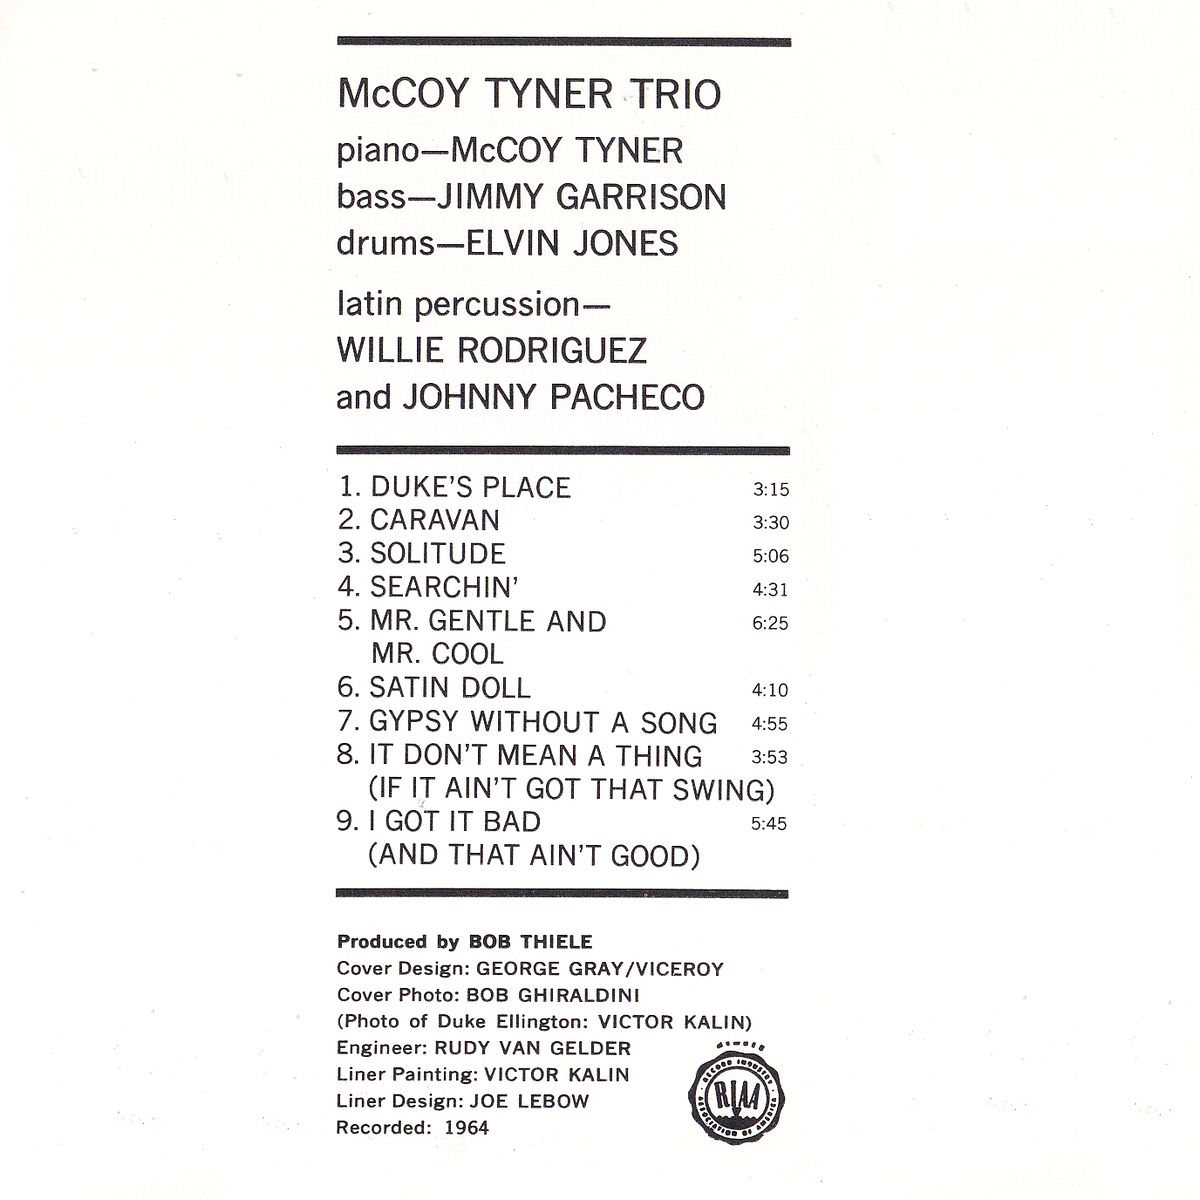 McCOY TYNER TRIO
piano—McCOY TYNER
bass—JIMMY GARRISON
drums—ELVIN JONES
latin percussion—
WILLIE RODRIGUEZ
and JOHNNY PACHECO
1. DUKE'S PLACE 3:15
2. CARAVAN 3:30
3. SOLITUDE 5:06
4. SEARCHIN' 4:31
5. MR. GENTLE AND 6:25
MR. COOL
6. SATIN DOLL 4:10
7. GYPSY WITHOUT A SONG 4:55
8. IT DON'T MEAN A THING 3:53
(IF IT AIN'T GOT THAT SWING)
9. I GOT IT BAD 5:45
(AND THAT AIN'T GOOD)
Produced by BOB THIELE
Cover Design: GEORGE GRAY/VICEROY
Cover Photo: BOB GHIRALDINI
(Photo of Duke Ellington: VICTOR KALIN)
Engineer: RUDY VAN GELDER
Liner Painting: VICTOR KALIN
Liner Design: JOE LEBOW
Recorded: 1964
RECORD INDUSTRY
RIAA
ASSOCIATION OF AMERICA